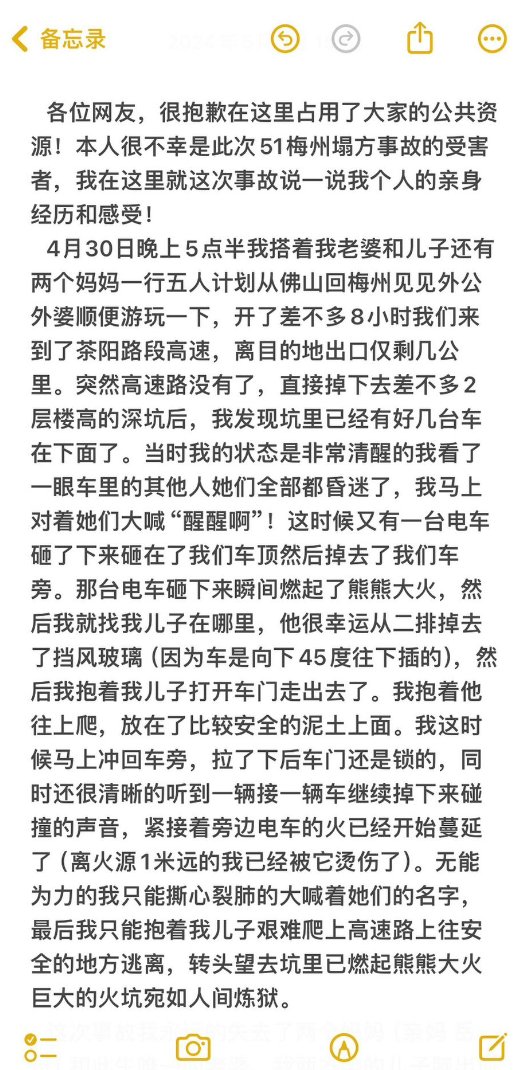 备忘录
各位网友，很抱歉在这里占用了大家的公共资
源！本人很不幸是此次51梅州塌方事故的受害
者，我在这里就这次事故说一说我个人的亲身
经历和感受！
4月30日晚上5点半我搭着我老婆和儿子还有
两个妈妈一行五人计划从佛山回梅州见见外公
外婆顺便游玩一下，开了差不多8小时我们来
到了茶阳路段高速，离目的地出口仅剩几公
里。突然高速路没有了，直接掉下去差不多2
层楼高的深坑后，我发现坑里已经有好几台车
在下面了。当时我的状态是非常清醒的我看了
一眼车里的其他人她们全部都昏迷了，我马上
对着她们大喊“醒醒啊”！这时候又有一台电车
砸了下来砸在了我们车顶然后掉去了我们车
旁。那台电车砸下来瞬间燃起了熊熊大火，然
后我就找我儿子在哪里，他很幸运从二排掉去
了挡风玻璃（因为车是向下45度往下插的），然
后我抱着我儿子打开车门走出去了。我抱着他
往上爬，放在了比较安全的泥土上面。我这时
候马上冲回车旁，拉了下后车门还是锁的，同
时还很清晰的听到一辆接一辆车继续掉下来碰
撞的声音，紧接着旁边电车的火已经开始蔓延
了（离火源1米远的我已经被它烫伤了）。无能
为力的我只能撕心裂肺的大喊着她们的名字，
最后我只能抱着我儿子艰难爬上高速路上往安
全的地方逃离，转头望去坑里已燃起熊熊大火
巨大的火坑宛如人间炼狱。